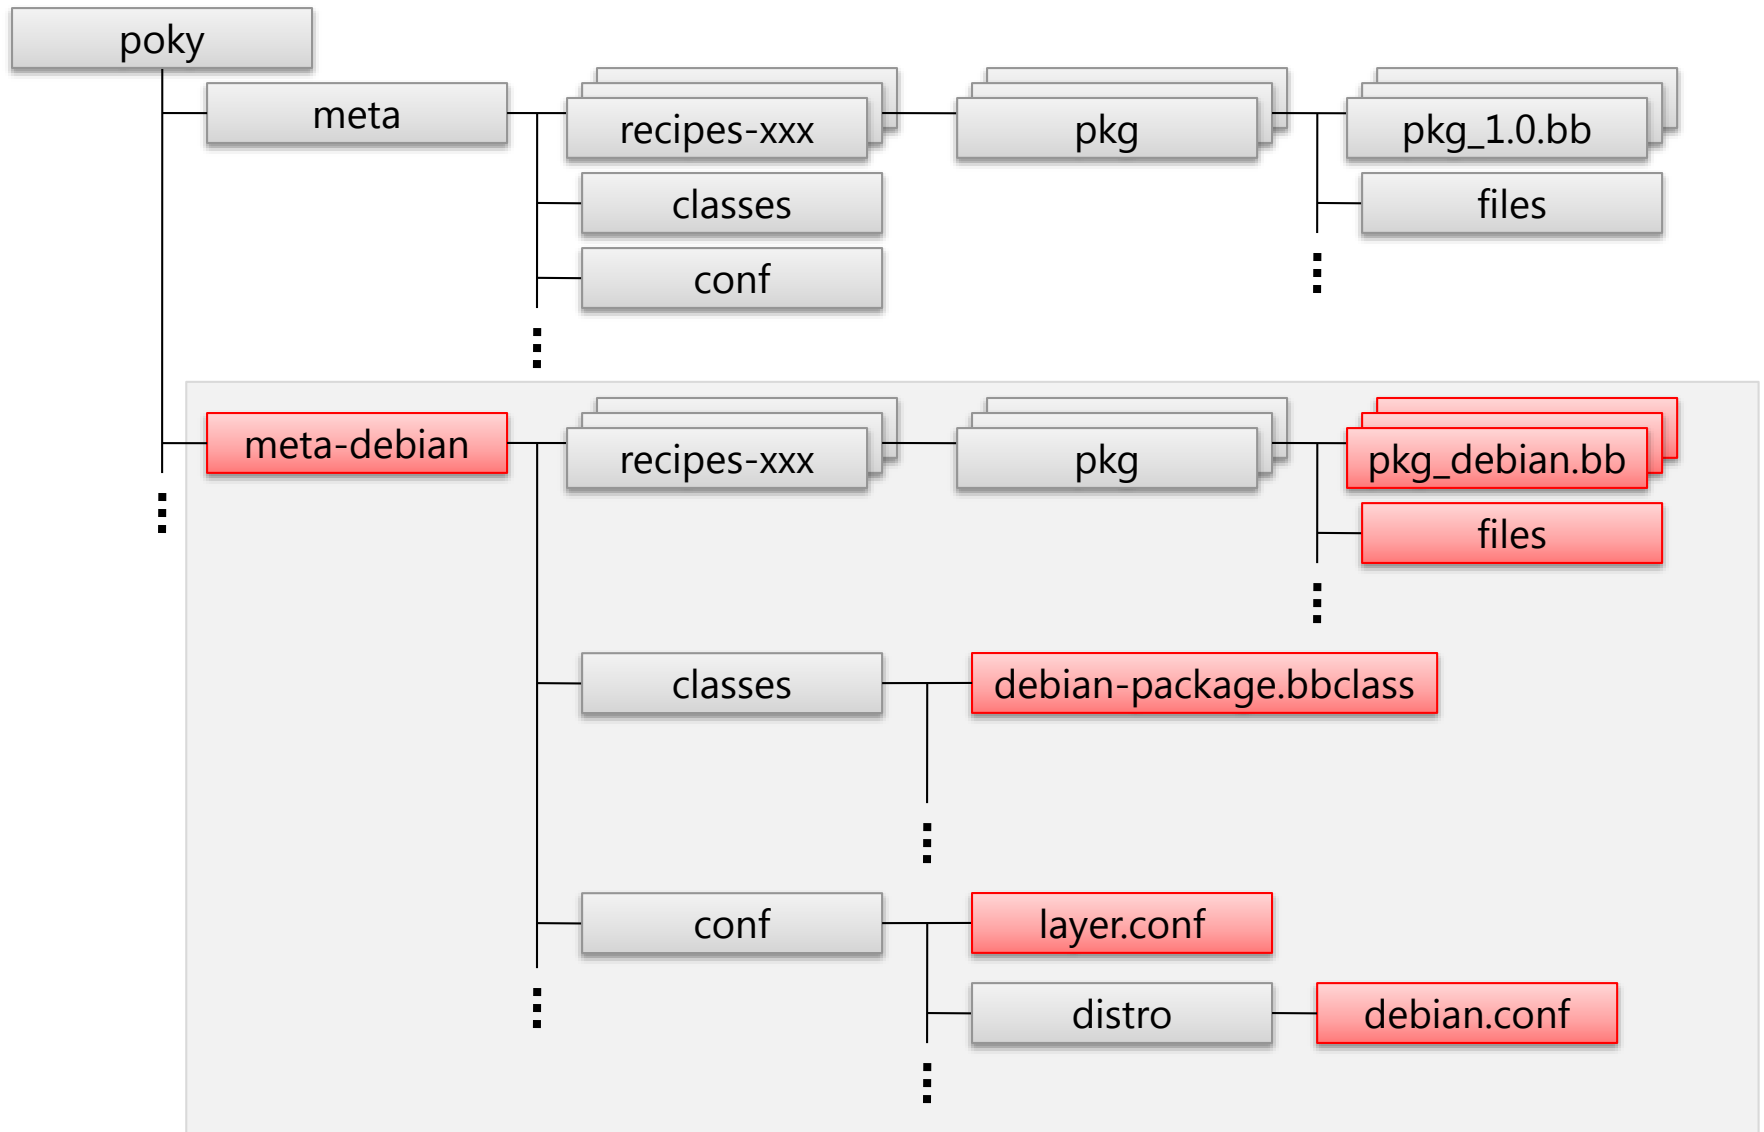 poky
meta
recipes-xxx
pkg
pkg_1.0.bb
classes
files
conf
meta-debian
recipes-xxx
pkg
pkg_debian.bb
files
classes
debian-package.bbclass
conf
layer.conf
distro
debian.conf